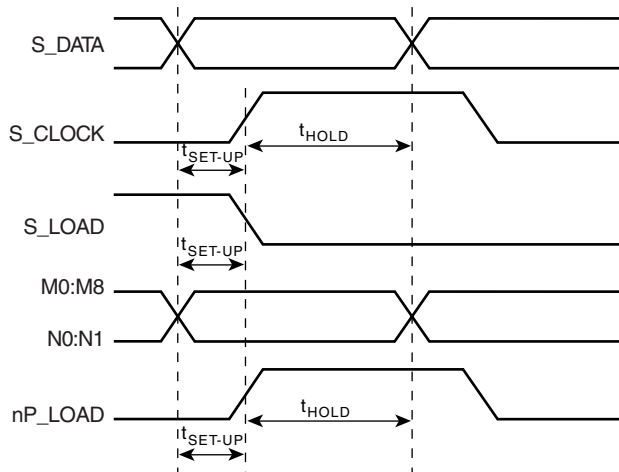 S_DATA
S_CLOCK
tHOLD
tSET-UP
S_LOAD
tSET-UP
M0:M8
N0:N1
nP_LOAD
tHOLD
tSET-UP